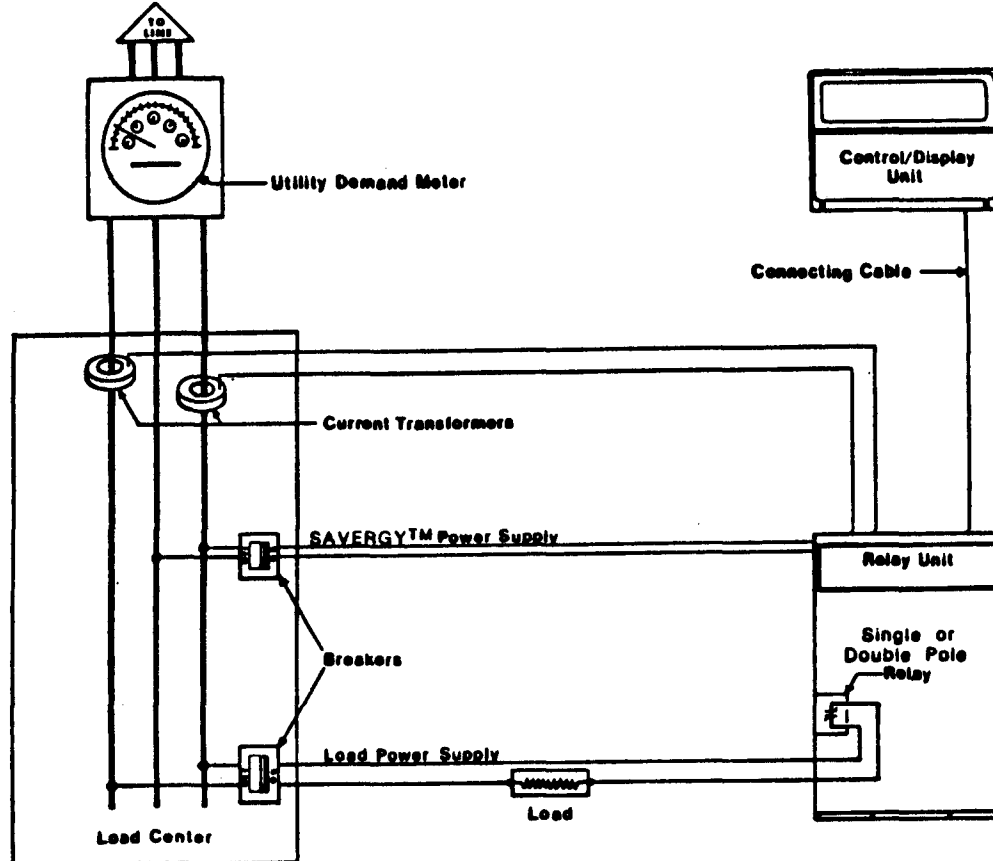 TO
LINE
Utility Demand Meter
Control/Display
Unit
Connecting Cable
Current Transformers
SAVERGY™ Power Supply
Relay Unit
Single or
Double Pole
Relay
Breakers
Load Power Supply
Load
Load Center